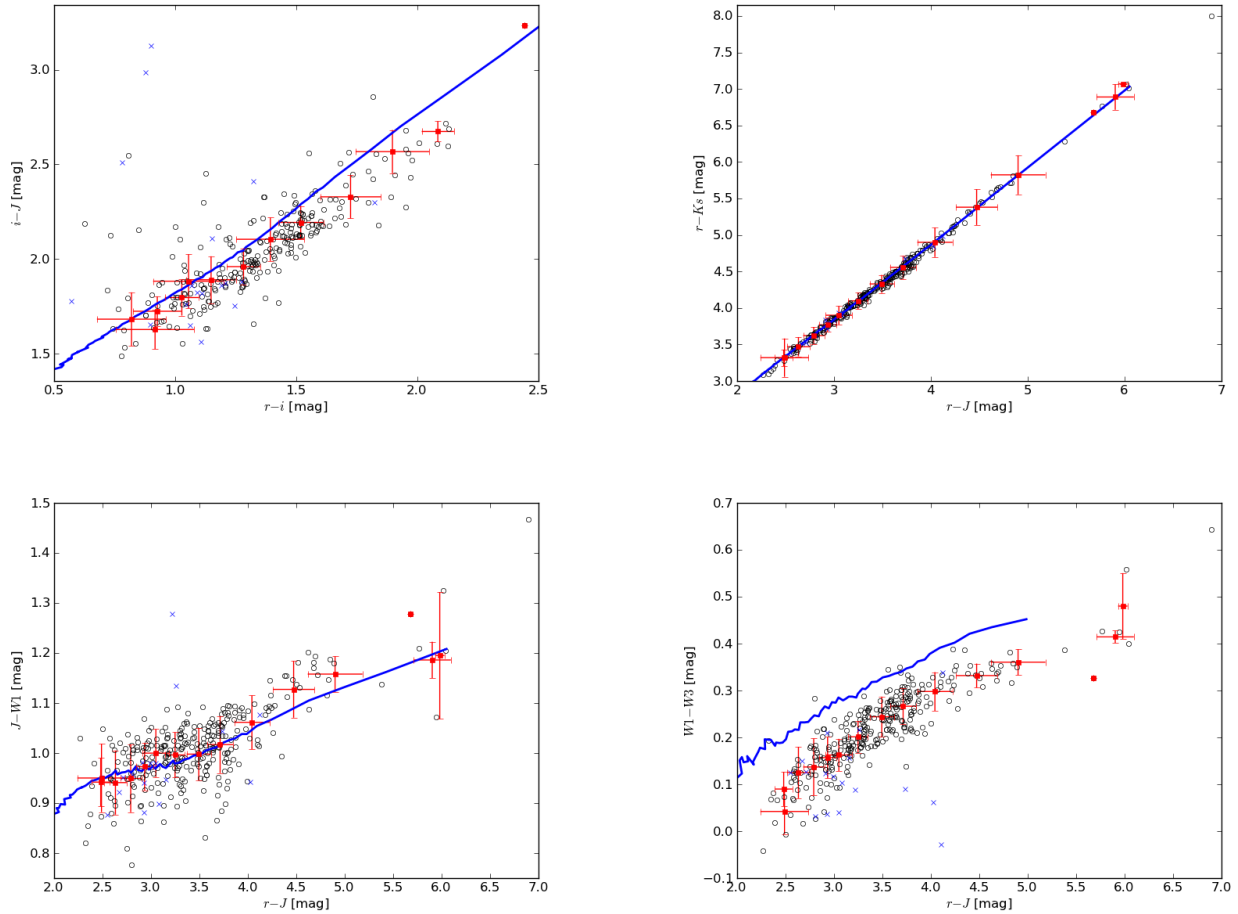 3.0
2.5
2.0
1.5
0.5 1.0 1.5 2.0 2.5
r−i [mag]
i−J [mag]
8.0
7.5
7.0
6.5
6.0
5.5
5.0
4.5
4.0
3.5
3.0
2 3 4 5 6 7
r−J [mag]
r−Ks [mag]
1.5
1.4
1.3
1.2
1.1
1.0
0.9
0.8
2.0 2.5 3.0 3.5 4.0 4.5 5.0 5.5 6.0 6.5 7.0
r−J [mag]
J−W1 [mag]
0.7
0.6
0.5
0.4
0.3
0.2
0.1
0.0
−0.1
2.0 2.5 3.0 3.5 4.0 4.5 5.0 5.5 6.0 6.5 7.0
r−J [mag]
W1−W3 [mag]